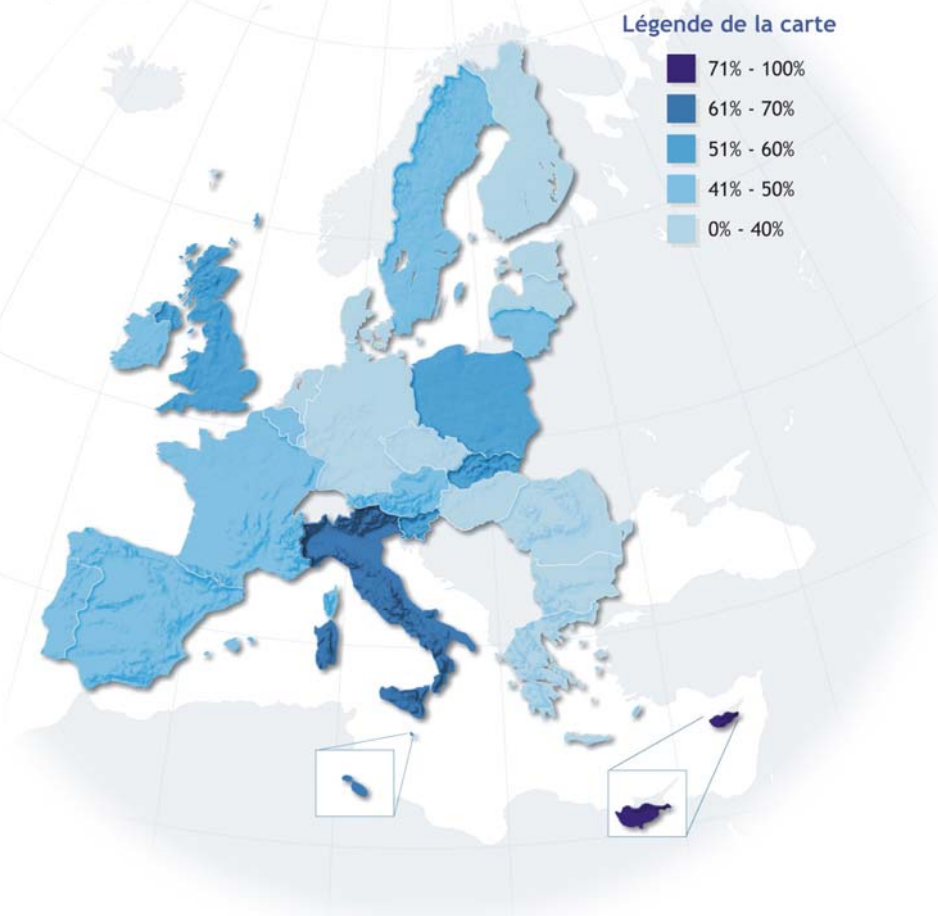 Légende de la carte
71% - 100%
61% - 70%
51% - 60%
41% - 50%
0% - 40%